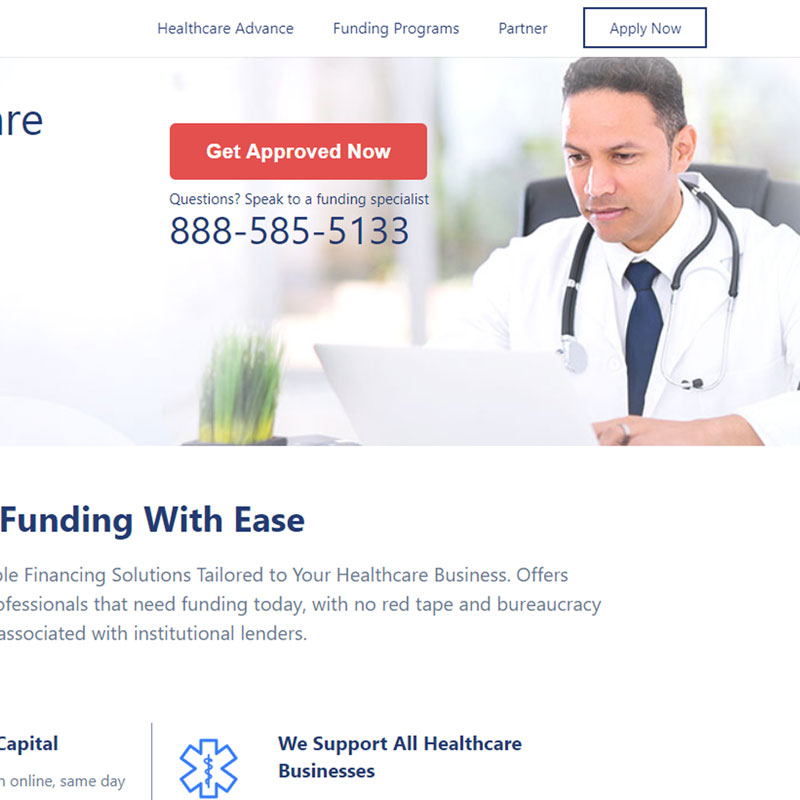 Healthcare Advance Funding Programs Partner Apply Now
are
Get Approved Now
Questions? Speak to a funding specialist
888-585-5133
Funding With Ease
ble Financing Solutions Tailored to Your Healthcare Business. Offers
ofessionals that need funding today, with no red tape and bureaucracy
associated with institutional lenders.
Capital
n online, same day
We Support All Healthcare
Businesses